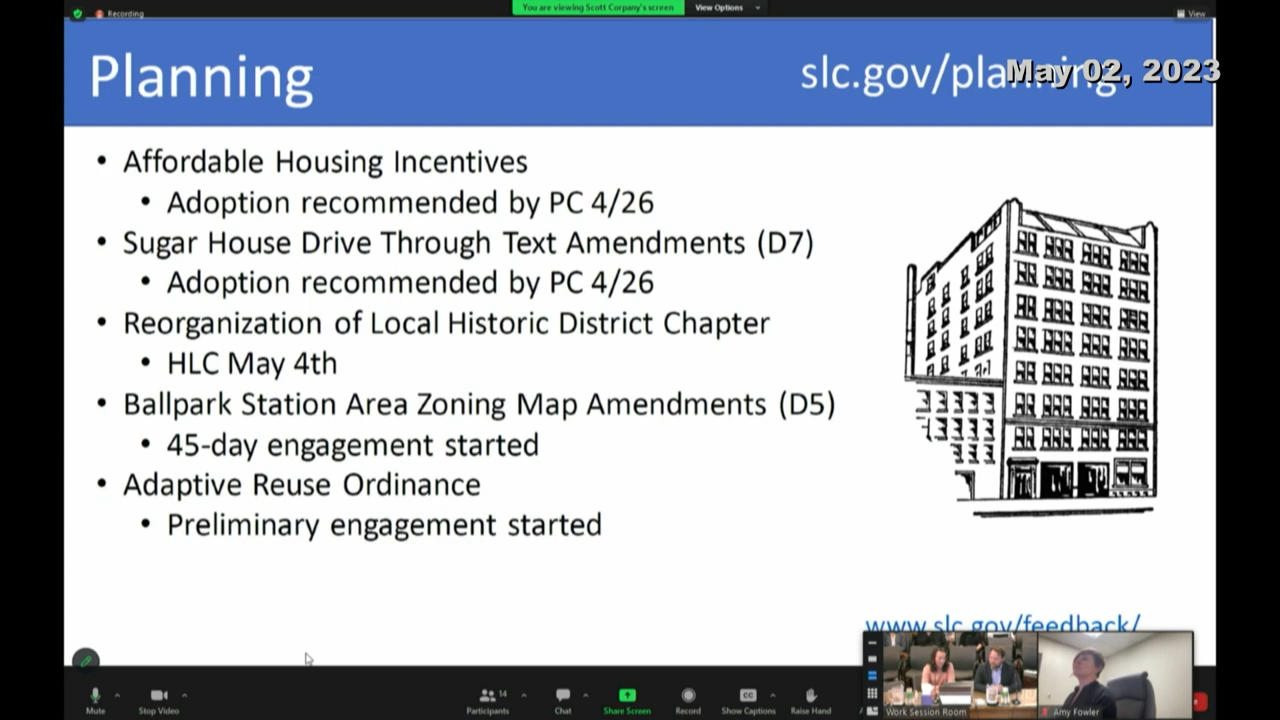 Recording
You are viewing Scott Corpany's screen
View Options
View
Planning
slc.gov/planning
May 02, 2023
• Affordable Housing Incentives
• Adoption recommended by PC 4/26
• Sugar House Drive Through Text Amendments (D7)
• Adoption recommended by PC 4/26
• Reorganization of Local Historic District Chapter
• HLC May 4th
• Ballpark Station Area Zoning Map Amendments (D5)
• 45-day engagement started
• Adaptive Reuse Ordinance
• Preliminary engagement started
www.slc.gov/feedback/
Work Session Room
Amy Fowler
Mute
Stop Video
Participants
14
Chat
Share Screen
Record
CC
Show Captions
Raise Hand